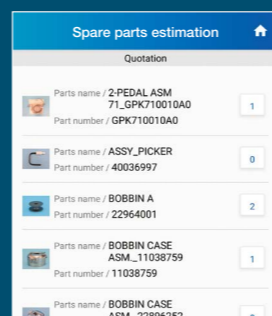 Spare parts estimation
Quotation
Parts name / 2-PEDAL ASM
71_GPK710010A0
Part number / GPK710010A0
1
Parts name / ASSY_PICKER
Part number / 40036997
0
Parts name / BOBBIN A
Part number / 22964001
2
Parts name / BOBBIN CASE
ASM._11038759
Part number / 11038759
1
Parts name / BOBBIN CASE